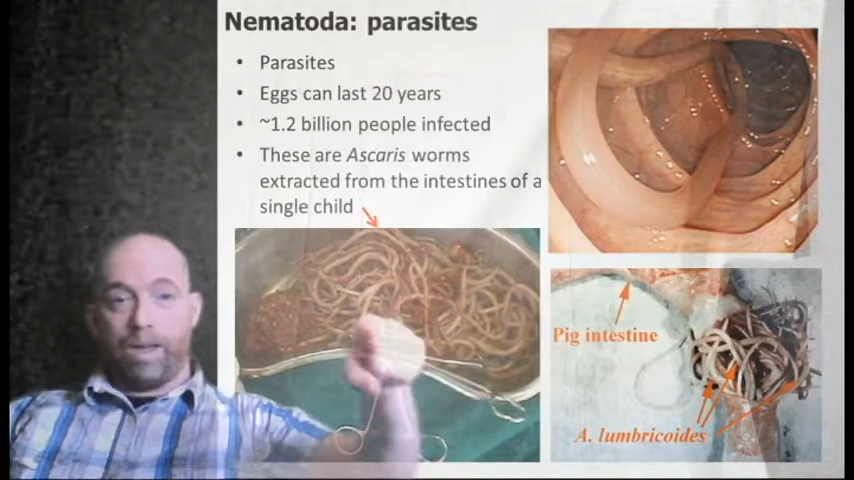 Nematoda: parasites
• Parasites
• Eggs can last 20 years
• ~1.2 billion people infected
• These are Ascaris worms
extracted from the intestines of a
single child
Pig intestine
A. lumbricoides